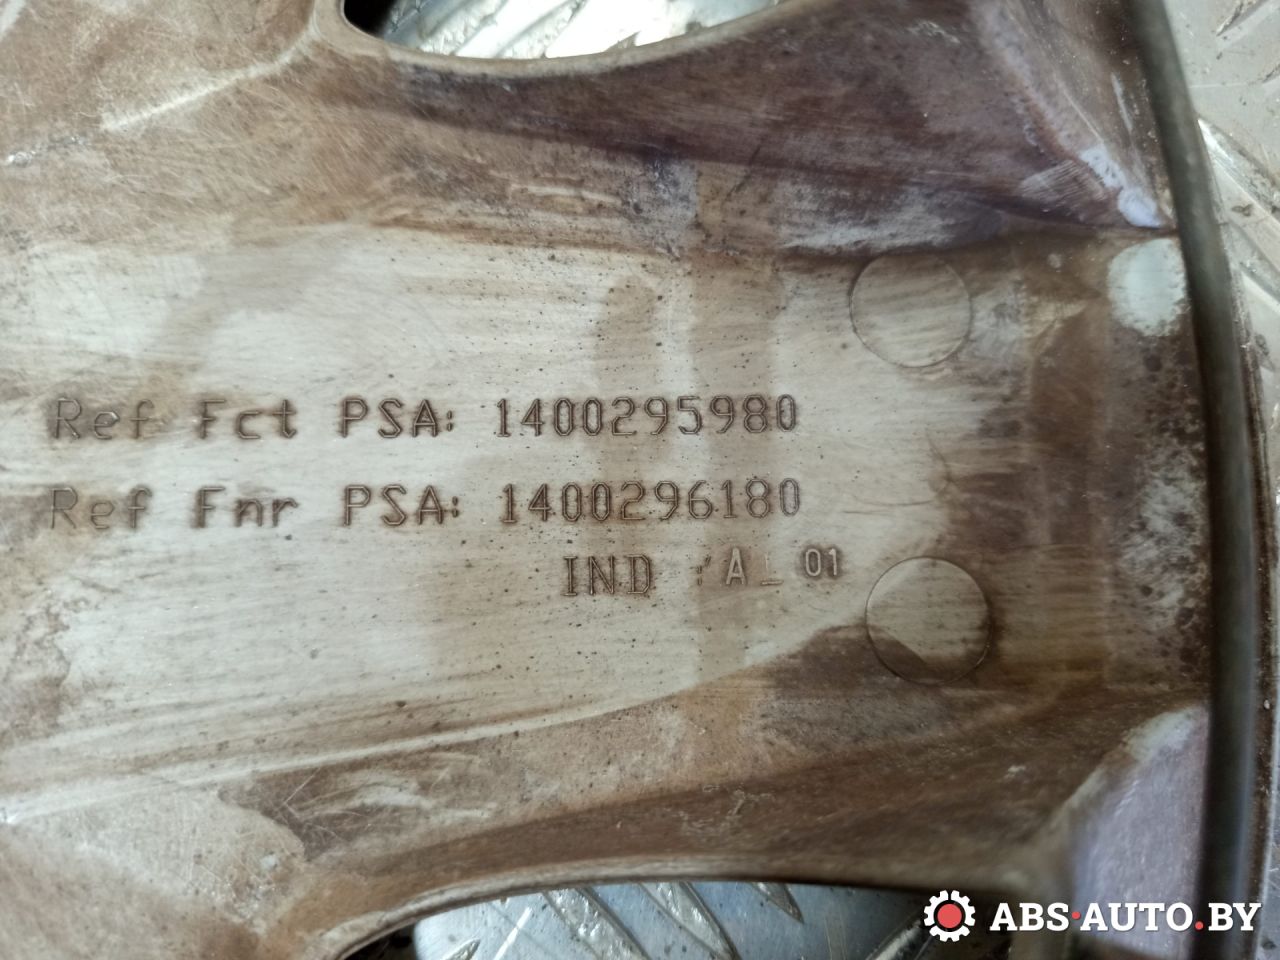 Ref Fct PSA: 1400295980
Ref Fnr PSA: 1400296180
IND 01
ABS·AUTO.BY